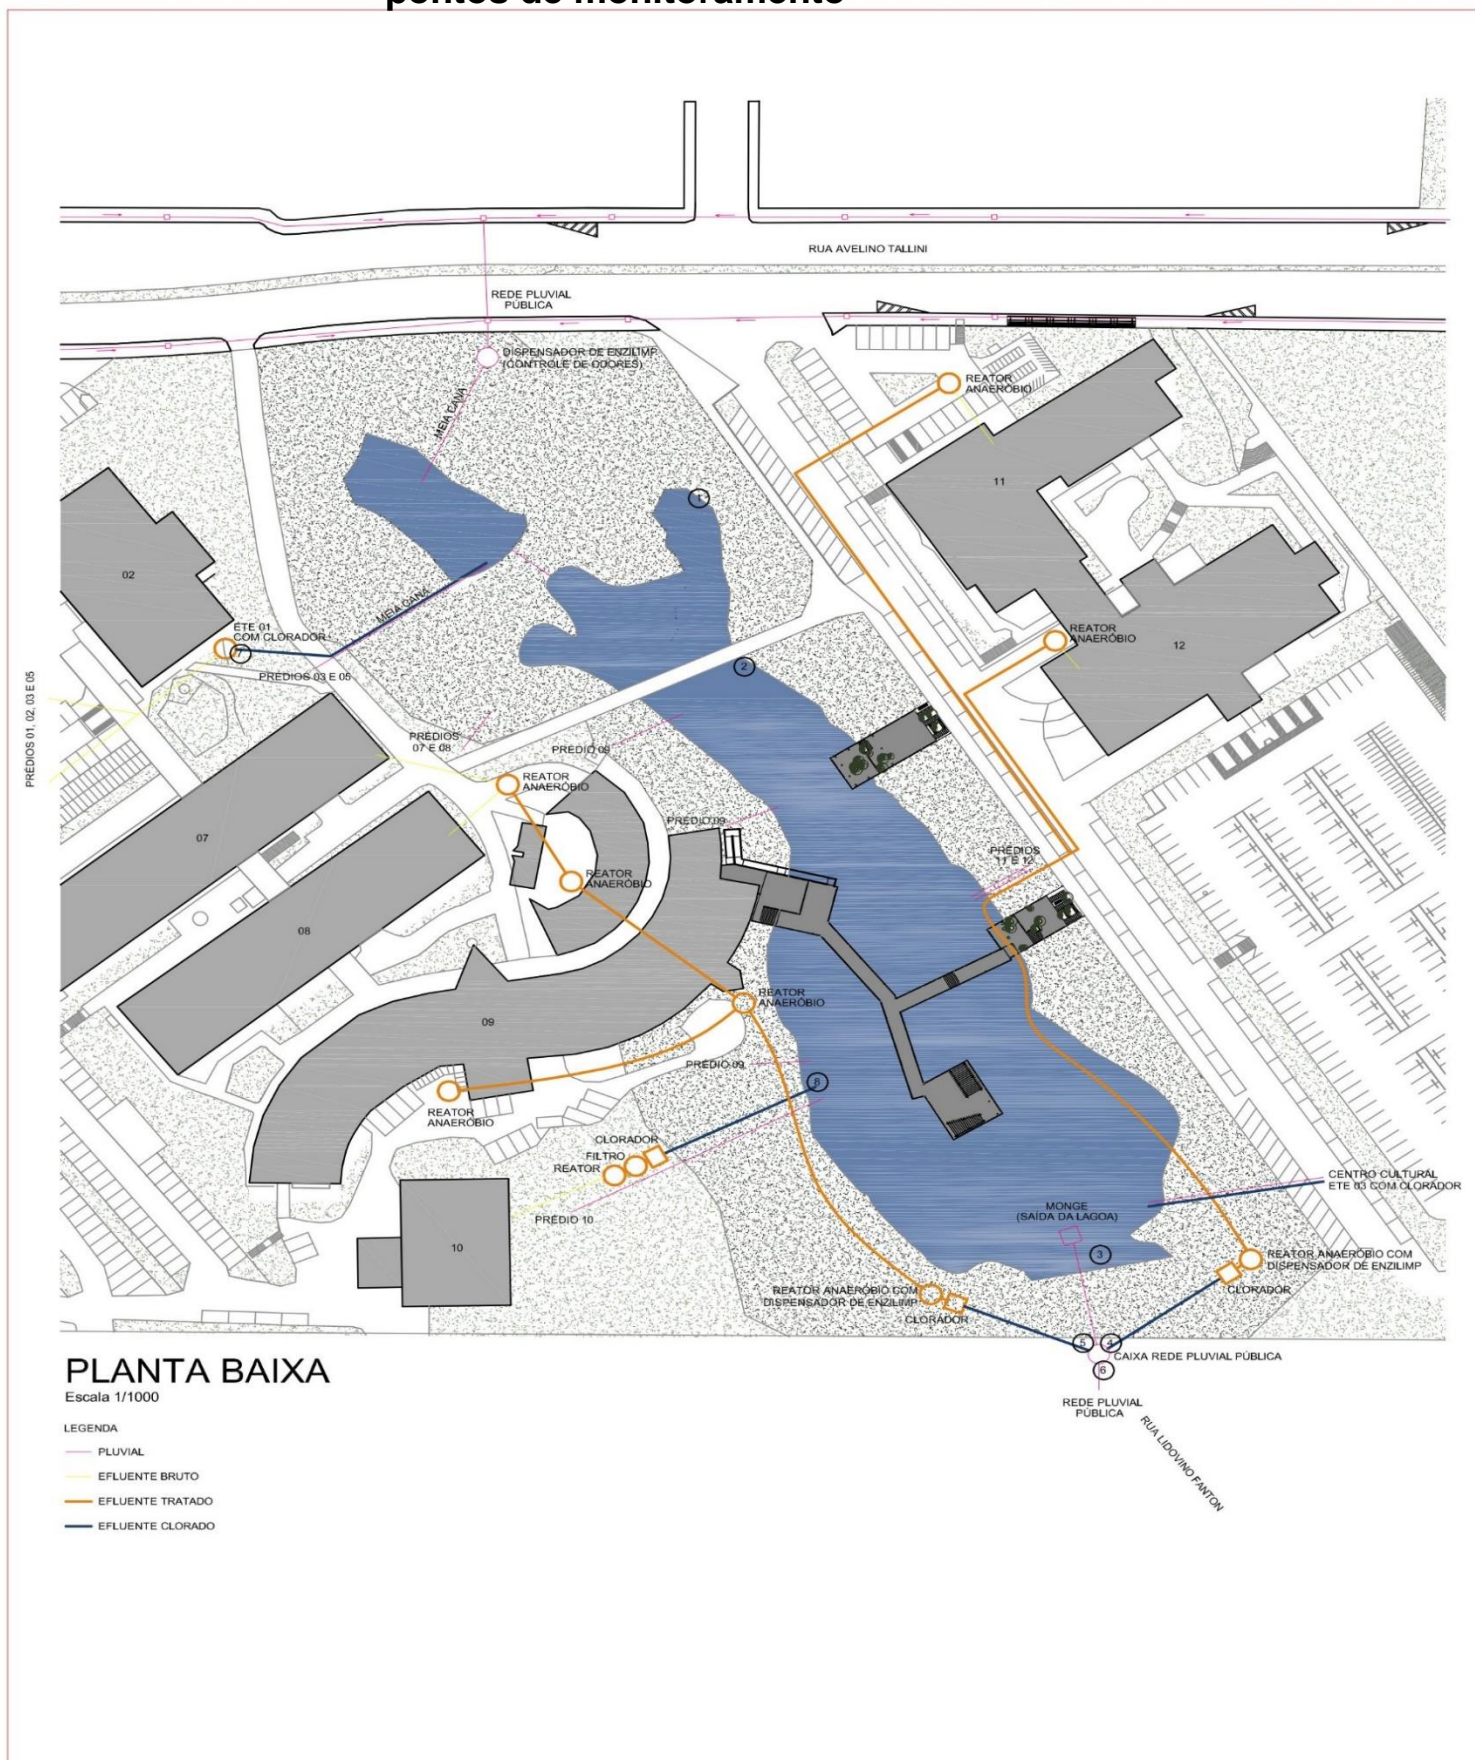 pontos de monitoramento
RUA AVELINO TALLINI
REDE PLUVIAL
PÚBLICA
DISPENSADOR DE ENZILIMP
(CONTROLE DE ODORES)
MEIA CANA
REATOR
ANAERÓBIO
11
1
02
MEIA CANA
ETE 01
COM CLORADOR
7
REATOR
ANAERÓBIO
12
2
PRÉDIOS 03 E 05
PRÉDIOS 01, 02, 03 E 05
PRÉDIOS
07 E 08
PRÉDIO 09
REATOR
ANAERÓBIO
PRÉDIO 09
07
PRÉDIOS
11 E 12
REATOR
ANAERÓBIO
08
REATOR
ANAERÓBIO
09
PRÉDIO 09
8
REATOR
ANAERÓBIO
CLORADOR
FILTRO
REATOR
CENTRO CULTURAL
ETE 03 COM CLORADOR
PRÉDIO 10
MONGE
(SAÍDA DA LAGOA)
10
3
REATOR ANAERÓBIO COM
DISPENSADOR DE ENZILIMP
CLORADOR
REATOR ANAERÓBIO COM
DISPENSADOR DE ENZILIMP
CLORADOR
5
4
CAIXA REDE PLUVIAL PÚBLICA
6
REDE PLUVIAL
PÚBLICA
RUA LIDOVINO FANTON
PLANTA BAIXA
Escala 1/1000
LEGENDA
PLUVIAL
EFLUENTE BRUTO
EFLUENTE TRATADO
EFLUENTE CLORADO